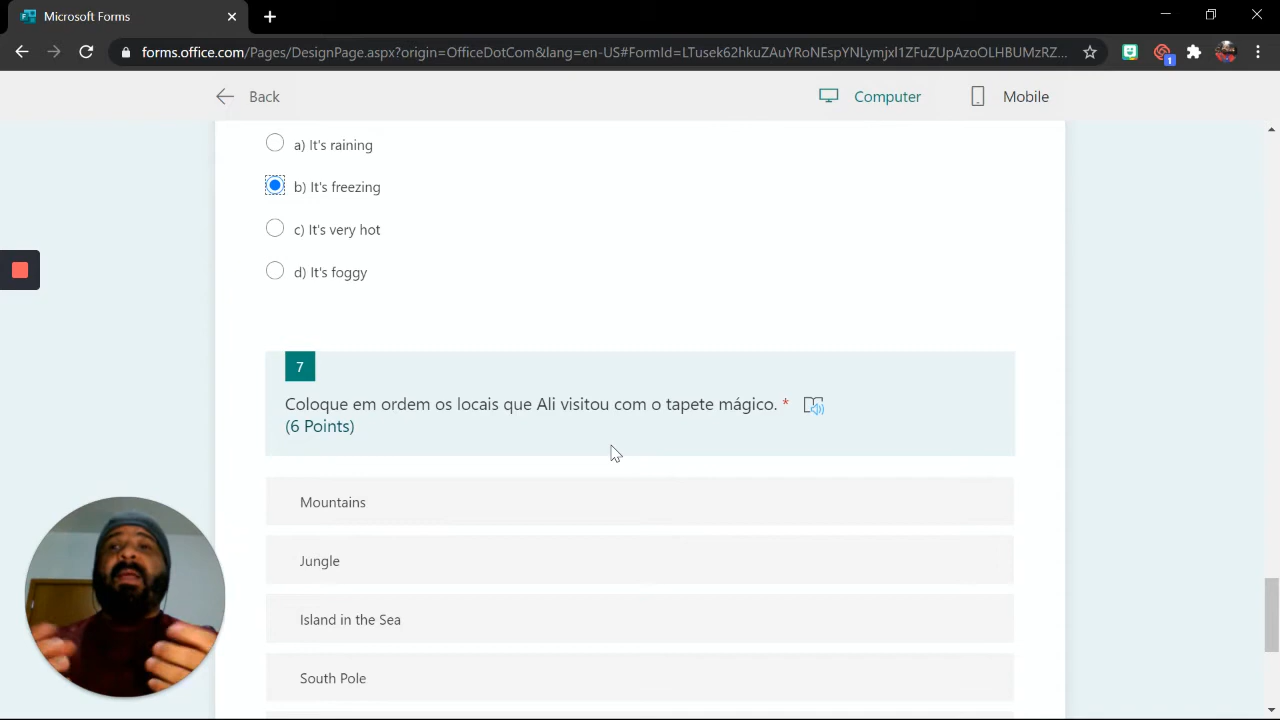 Microsoft Forms
forms.office.com/Pages/DesignPage.aspx?origin=OfficeDotCom&lang=en-US#FormId=LTusek62hkuZAuYRoNEspYNLymjxI1ZFuZUpAzoOLHBUMzRZ...
1
Back
Computer
Mobile
a) It's raining
b) It's freezing
c) It's very hot
d) It's foggy
7
Coloque em ordem os locais que Ali visitou com o tapete mágico. *
(6 Points)
Mountains
Jungle
Island in the Sea
South Pole